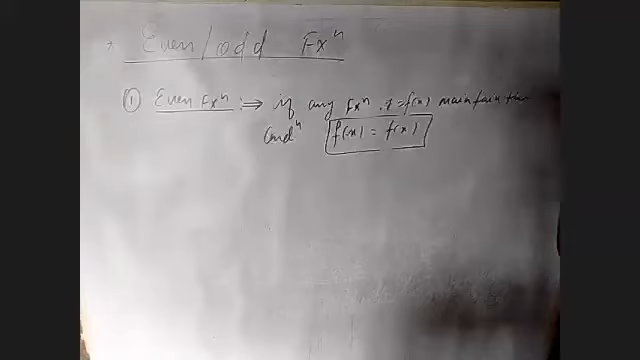 Even/odd Fxⁿ
① Even Fxⁿ :⇒ if any Fxⁿ. y=f(x) maintain the
condⁿ f(-x) = f(x)